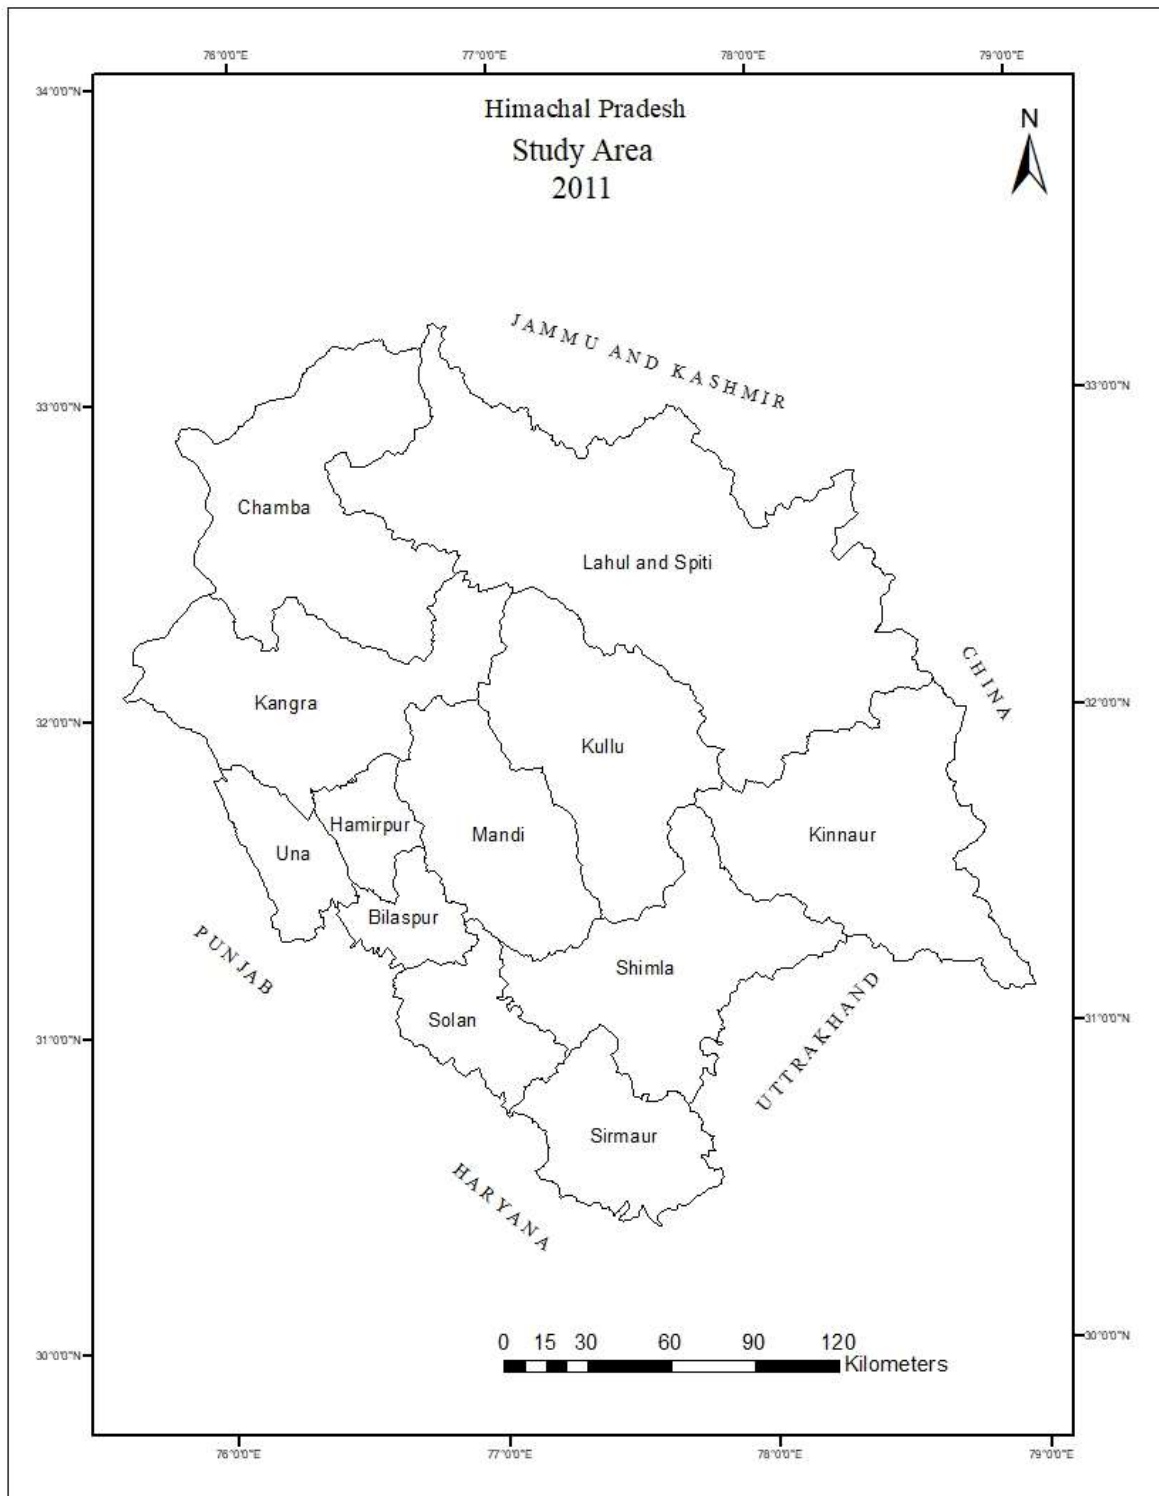 76°0'0"E 77°0'0"E 78°0'0"E 79°0'0"E
34°0'0"N
Himachal Pradesh
Study Area
2011
N
JAMMU AND KASHMIR
33°0'0"N
33°0'0"N
Chamba
Lahul and Spiti
CHINA
Kangra
32°0'0"N
32°0'0"N
Kullu
Hamirpur
Mandi
Kinnaur
Una
Bilaspur
PUNJAB
Shimla
Solan
31°0'0"N
31°0'0"N
UTTRAKHAND
Sirmaur
HARYANA
30°0'0"N
0 15 30 60 90 120
Kilometers
30°0'0"N
76°0'0"E 77°0'0"E 78°0'0"E 79°0'0"E